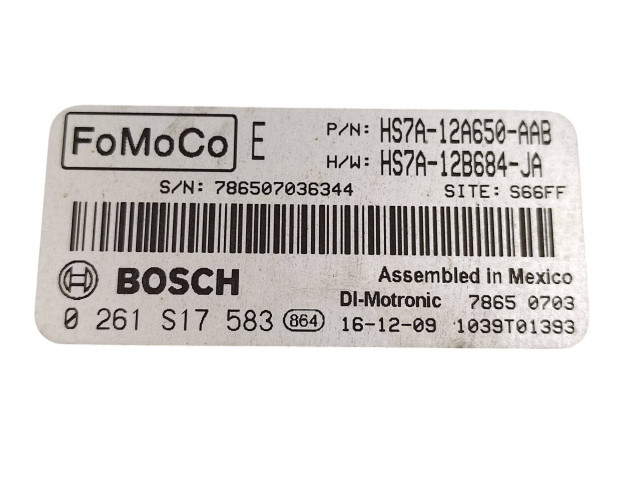 FoMoCo E P/N: HS7A-12A650-AAB
H/W: HS7A-12B684-JA
S/N: 786507036344 SITE: S66FF
BOSCH Assembled in Mexico
DI-Motronic 7865 0703
0 261 S17 583 864 16-12-09 1039T01393